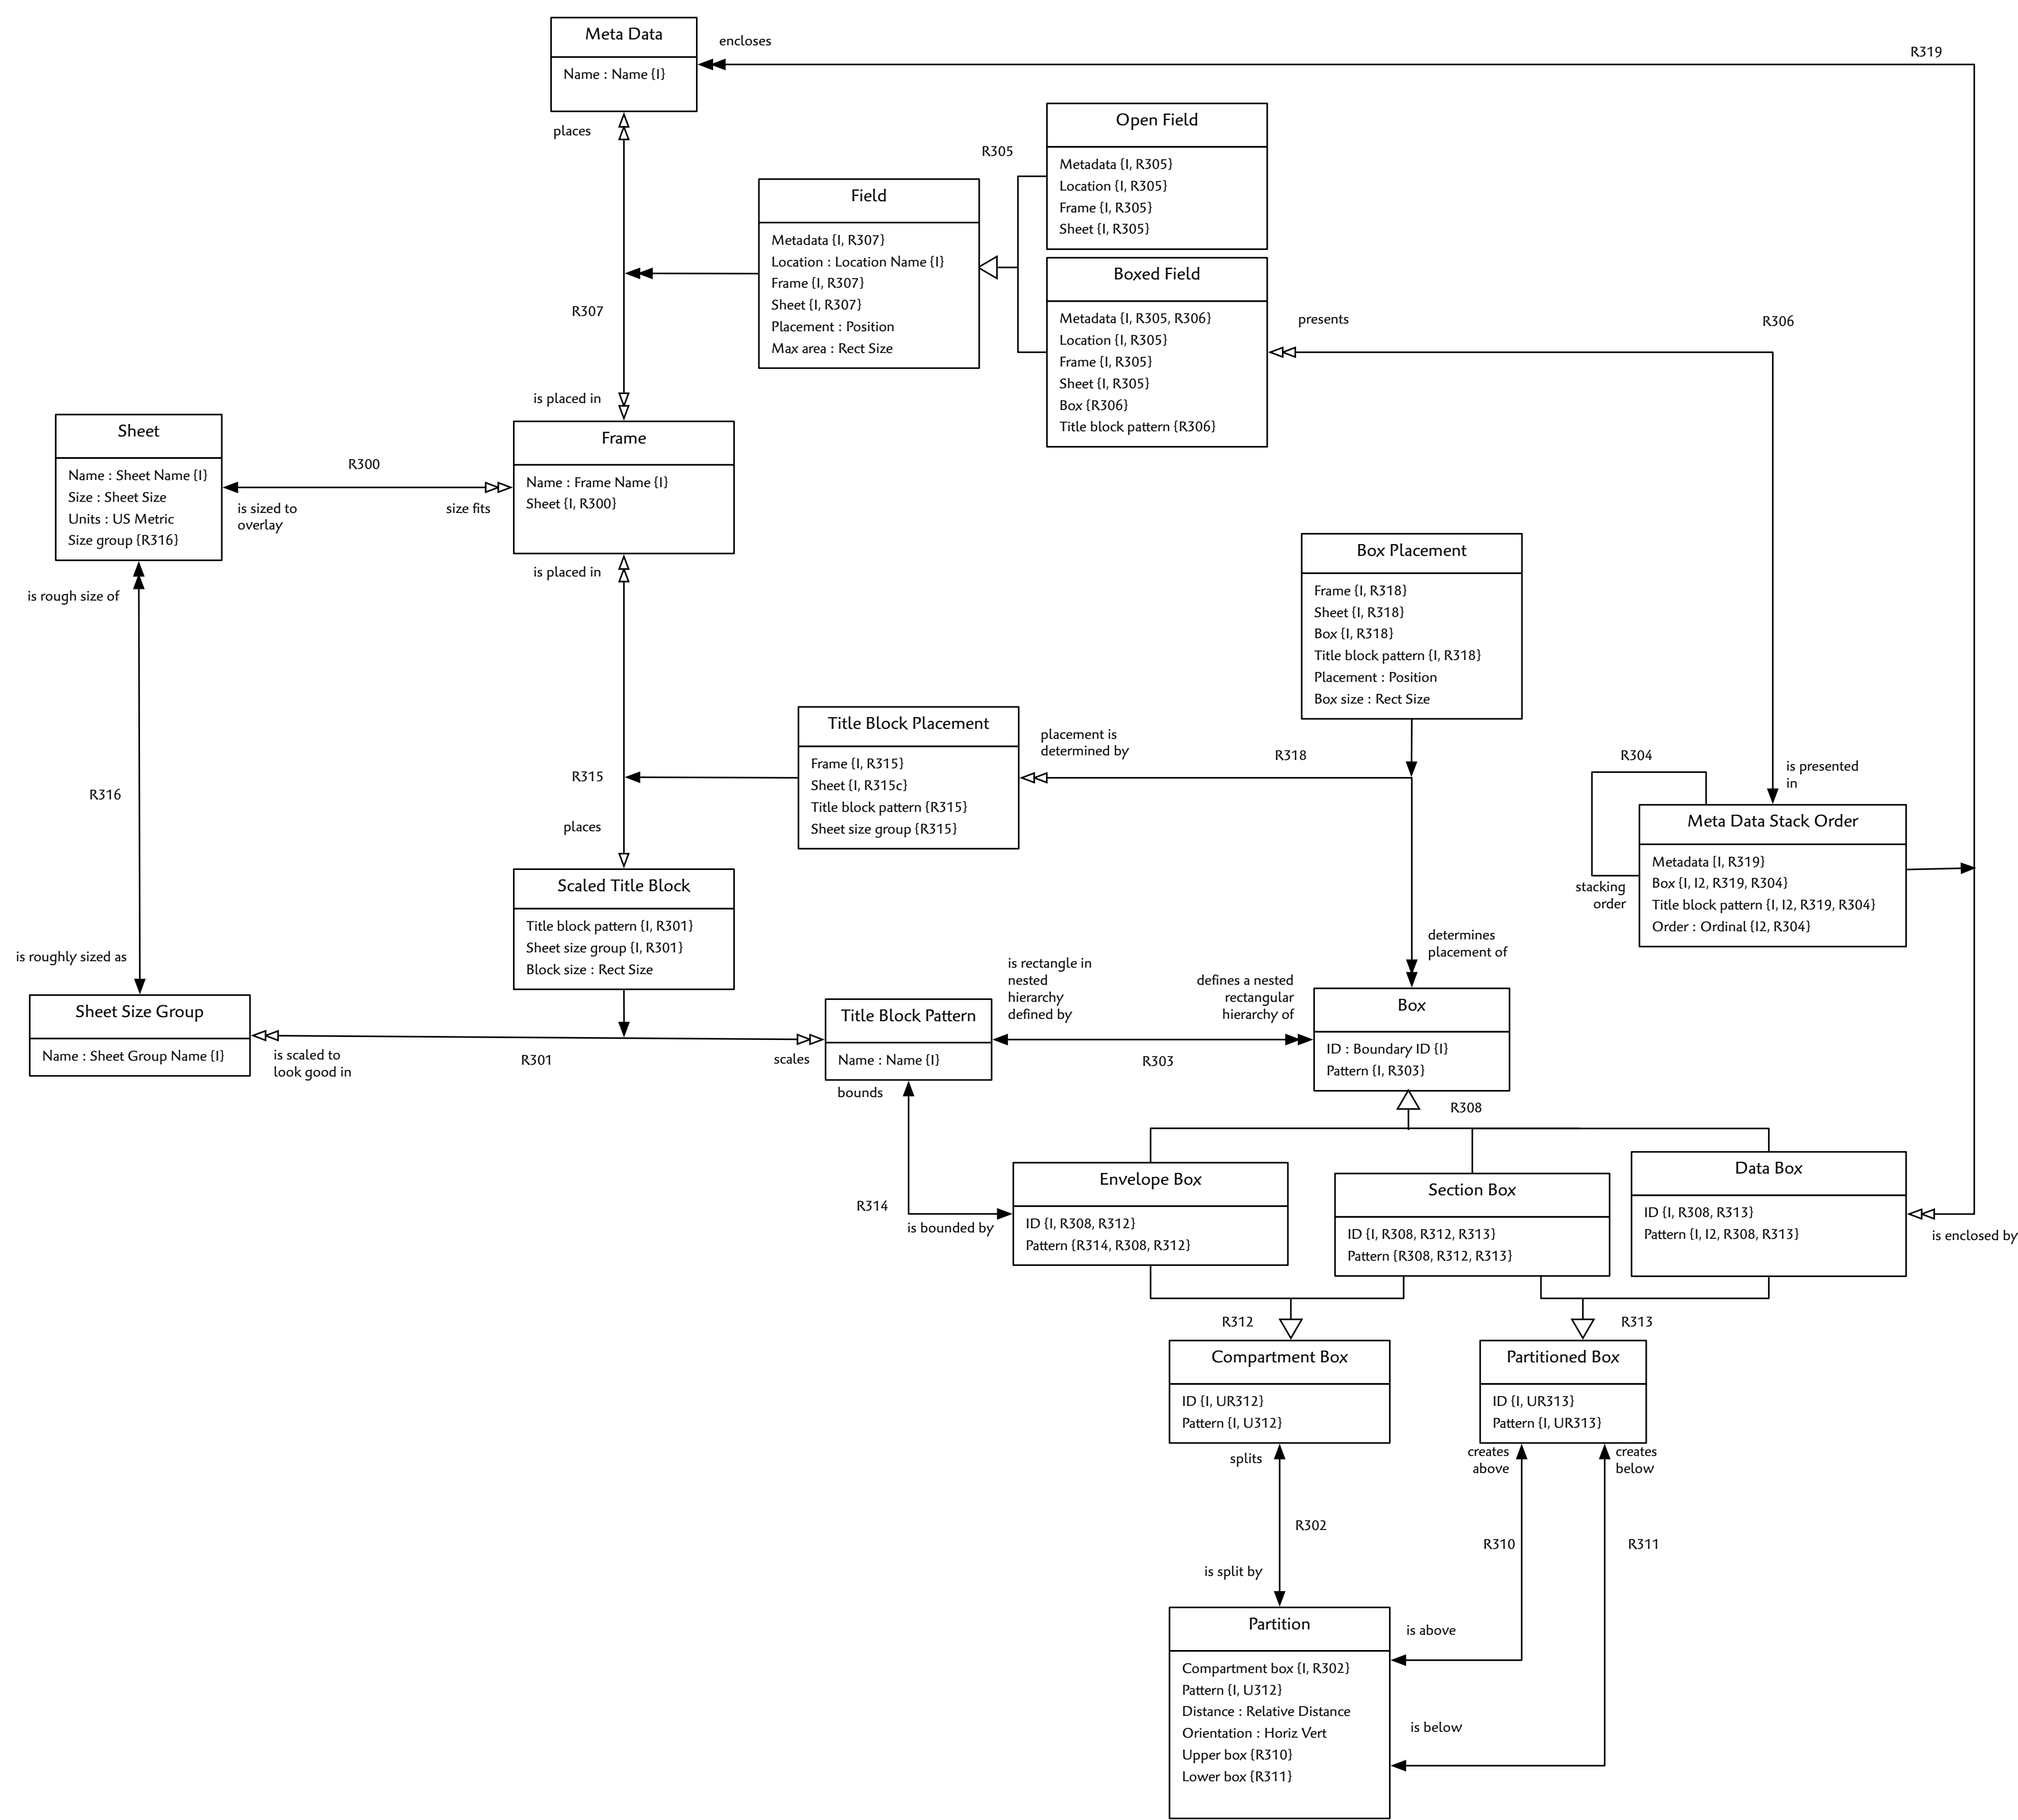 Meta Data
Name : Name {I}
encloses
R319
places
Open Field
Metadata {I, R305}
Location {I, R305}
Frame {I, R305}
Sheet {I, R305}
R305
Field
Metadata {I, R307}
Location : Location Name {I}
Frame {I, R307}
Sheet {I, R307}
Placement : Position
Max area : Rect Size
Boxed Field
Metadata {I, R305, R306}
Location {I, R305}
Frame {I, R305}
Sheet {I, R305}
Box {R306}
Title block pattern {R306}
presents
R306
R307
is placed in
Sheet
Name : Sheet Name {I}
Size : Sheet Size
Units : US Metric
Size group {R316}
R300
is sized to
overlay
size fits
Frame
Name : Frame Name {I}
Sheet {I, R300}
is placed in
is rough size of
Box Placement
Frame {I, R318}
Sheet {I, R318}
Box {I, R318}
Title block pattern {I, R318}
Placement : Position
Box size : Rect Size
Title Block Placement
Frame {I, R315}
Sheet {I, R315c}
Title block pattern {R315}
Sheet size group {R315}
placement is
determined by
R318
R304
is presented
in
R315
R316
places
Meta Data Stack Order
Metadata [I, R319}
Box {I, I2, R319, R304}
Title block pattern {I, I2, R319, R304}
Order : Ordinal {I2, R304}
stacking
order
Scaled Title Block
Title block pattern {I, R301}
Sheet size group {I, R301}
Block size : Rect Size
determines
placement of
is roughly sized as
is rectangle in
nested
hierarchy
defined by
defines a nested
rectangular
hierarchy of
Sheet Size Group
Name : Sheet Group Name {I}
is scaled to
look good in
R301
scales
Title Block Pattern
Name : Name {I}
R303
Box
ID : Boundary ID {I}
Pattern {I, R303}
bounds
R308
R314
is bounded by
Envelope Box
ID {I, R308, R312}
Pattern {R314, R308, R312}
Section Box
ID {I, R308, R312, R313}
Pattern {R308, R312, R313}
Data Box
ID {I, R308, R313}
Pattern {I, I2, R308, R313}
is enclosed by
R312
R313
Compartment Box
ID {I, UR312}
Pattern {I, U312}
Partitioned Box
ID {I, UR313}
Pattern {I, UR313}
splits
creates
above
creates
below
R302
R310
R311
is split by
Partition
Compartment box {I, R302}
Pattern {I, U312}
Distance : Relative Distance
Orientation : Horiz Vert
Upper box {R310}
Lower box {R311}
is above
is below